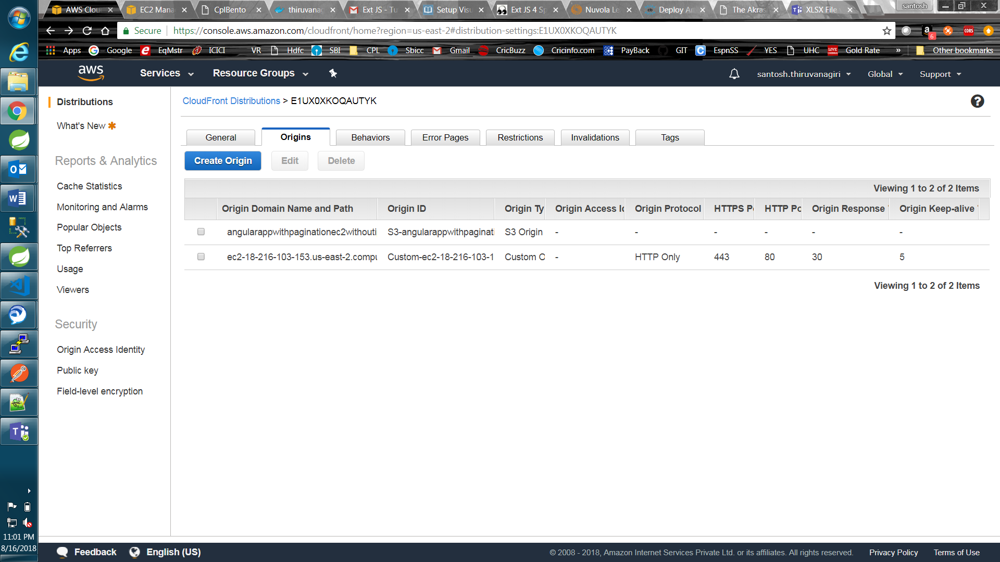 AWS Clou
EC2 Mana
CplBento
thiruvanag
Ext JS - Tu
Setup Visu
Ext JS 4 Sp
Nuvola Le
Deploy An
The Akras
XLSX File
santosh
Secure
https://console.aws.amazon.com/cloudfront/home?region=us-east-2#distribution-settings:E1UX0XKOQAUTYK
6
CORS
Apps
Google
EqMstr
ICICI
VR
Hdfc
SBI
CPL
Sbicc
Gmail
CricBuzz
Cricinfo.com
PayBack
GIT
EspnSS
YES
UHC
LIVE
Gold Rate
»
Other bookmarks
aws
Services
Resource Groups
santosh.thiruvanagiri
Global
Support
Distributions
What's New
Reports & Analytics
Cache Statistics
Monitoring and Alarms
Popular Objects
Top Referrers
Usage
Viewers
Security
Origin Access Identity
Public key
Field-level encryption
CloudFront Distributions > E1UX0XKOQAUTYK
?
General
Origins
Behaviors
Error Pages
Restrictions
Invalidations
Tags
Create Origin
Edit
Delete
Viewing 1 to 2 of 2 Items
Origin Domain Name and Path
Origin ID
Origin Ty
Origin Access Id
Origin Protocol
HTTPS Po
HTTP Po
Origin Response
Origin Keep-alive
angularappwithpaginationec2withouti
S3-angularappwithpaginati
S3 Origin
-
-
-
-
-
-
ec2-18-216-103-153.us-east-2.compu
Custom-ec2-18-216-103-1
Custom O
-
HTTP Only
443
80
30
5
Viewing 1 to 2 of 2 Items
11:01 PM
8/16/2018
Feedback
English (US)
© 2008 - 2018, Amazon Internet Services Private Ltd. or its affiliates. All rights reserved.
Privacy Policy
Terms of Use